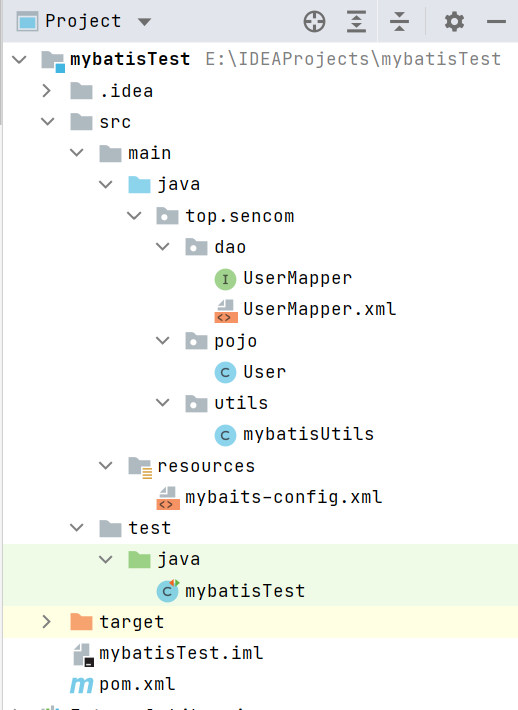 Project
mybatisTest E:\IDEAProjects\mybatisTest
.idea
src
main
java
top.sencom
dao
I UserMapper
<> UserMapper.xml
pojo
C User
utils
C mybatisUtils
resources
<> mybaits-config.xml
test
java
C mybatisTest
target
mybatisTest.iml
m pom.xml